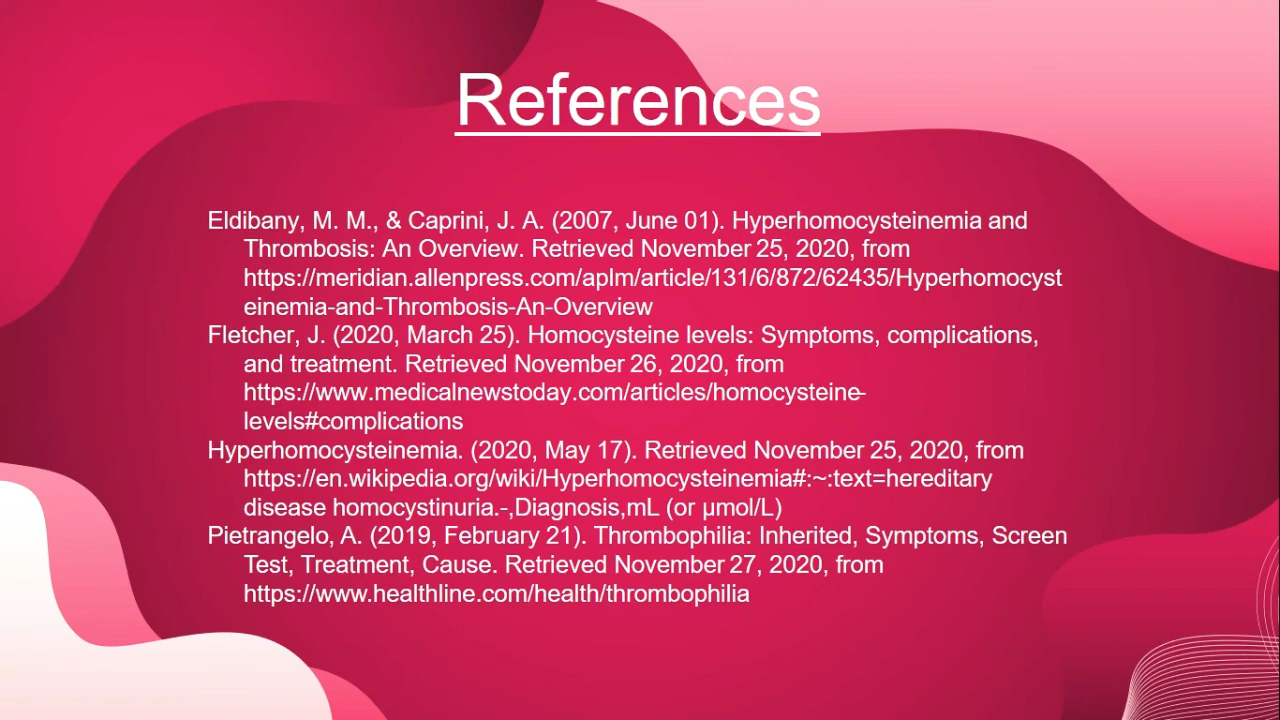 References
Eldibany, M. M., & Caprini, J. A. (2007, June 01). Hyperhomocysteinemia and
Thrombosis: An Overview. Retrieved November 25, 2020, from
https://meridian.allenpress.com/aplm/article/131/6/872/62435/Hyperhomocyst
einemia-and-Thrombosis-An-Overview
Fletcher, J. (2020, March 25). Homocysteine levels: Symptoms, complications,
and treatment. Retrieved November 26, 2020, from
https://www.medicalnewstoday.com/articles/homocysteine-
levels#complications
Hyperhomocysteinemia. (2020, May 17). Retrieved November 25, 2020, from
https://en.wikipedia.org/wiki/Hyperhomocysteinemia#:~:text=hereditary
disease homocystinuria.-,Diagnosis,mL (or μmol/L)
Pietrangelo, A. (2019, February 21). Thrombophilia: Inherited, Symptoms, Screen
Test, Treatment, Cause. Retrieved November 27, 2020, from
https://www.healthline.com/health/thrombophilia